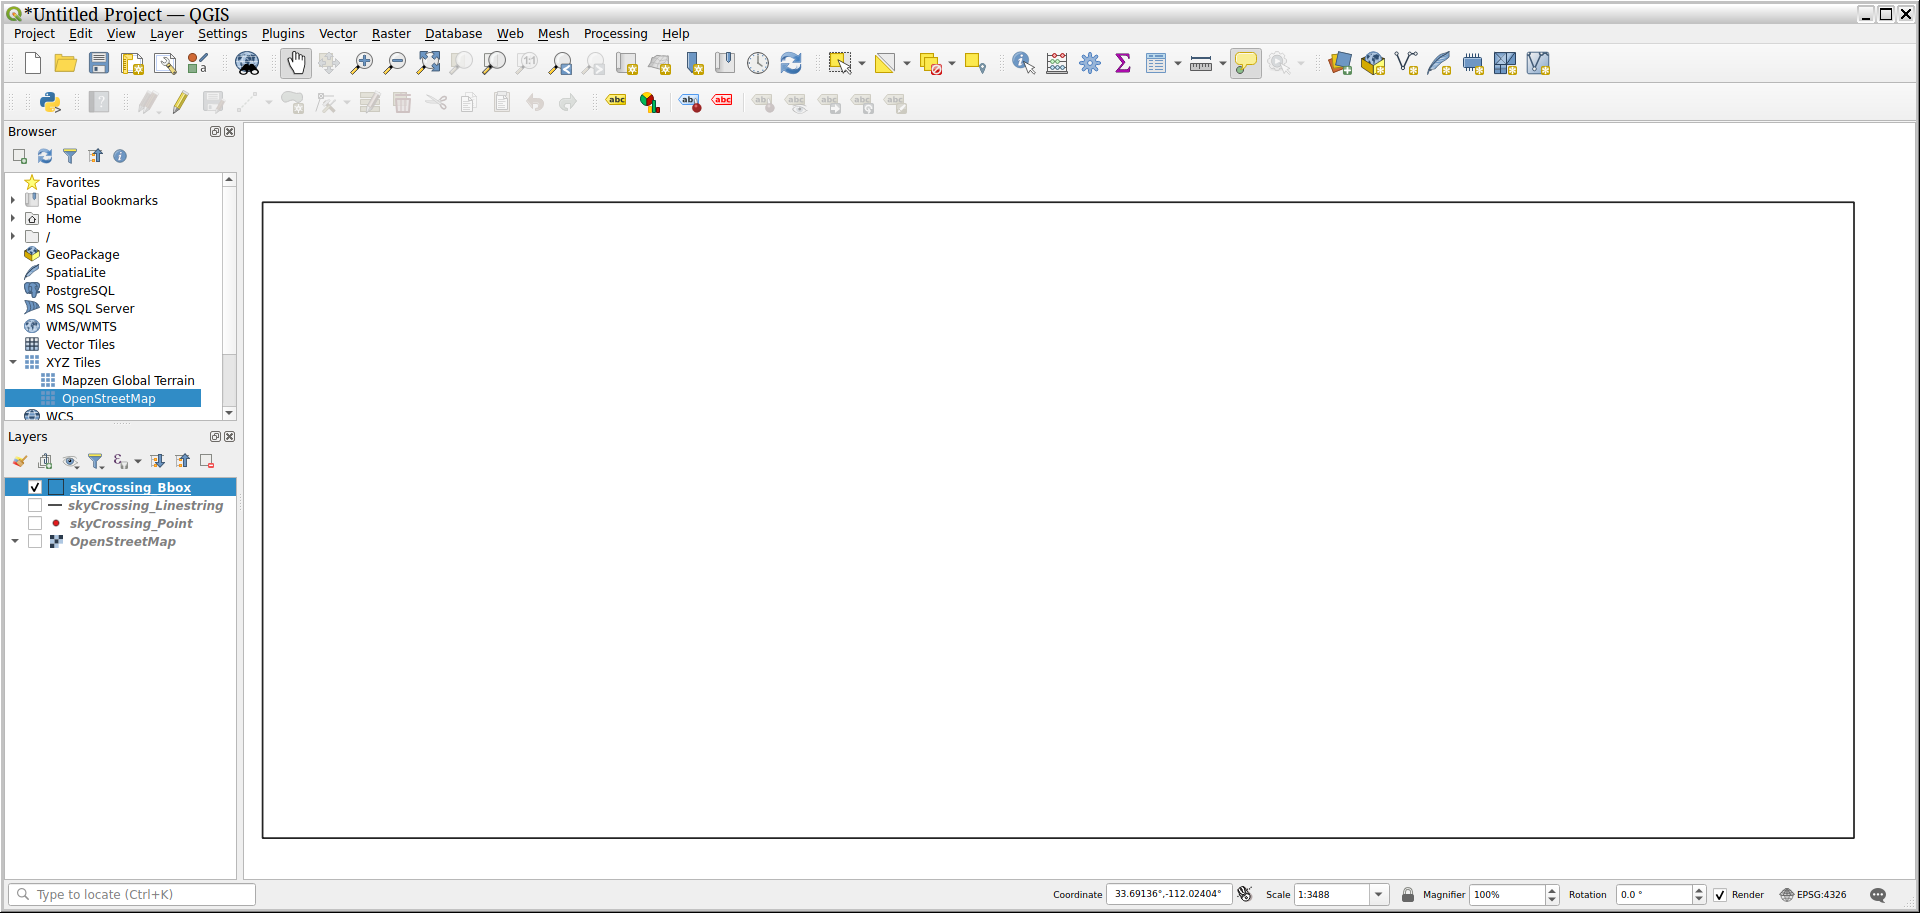 *Untitled Project — QGIS
Project Edit View Layer Settings Plugins Vector Raster Database Web Mesh Processing Help
Browser
Favorites
Spatial Bookmarks
Home
/
GeoPackage
SpatiaLite
PostgreSQL
MS SQL Server
WMS/WMTS
Vector Tiles
XYZ Tiles
Mapzen Global Terrain
OpenStreetMap
WCS
Layers
skyCrossing_Bbox
skyCrossing_Linestring
skyCrossing_Point
OpenStreetMap
Type to locate (Ctrl+K) Coordinate 33.69136°,-112.02404° Scale 1:3488 Magnifier 100% Rotation 0.0 ° Render EPSG:4326